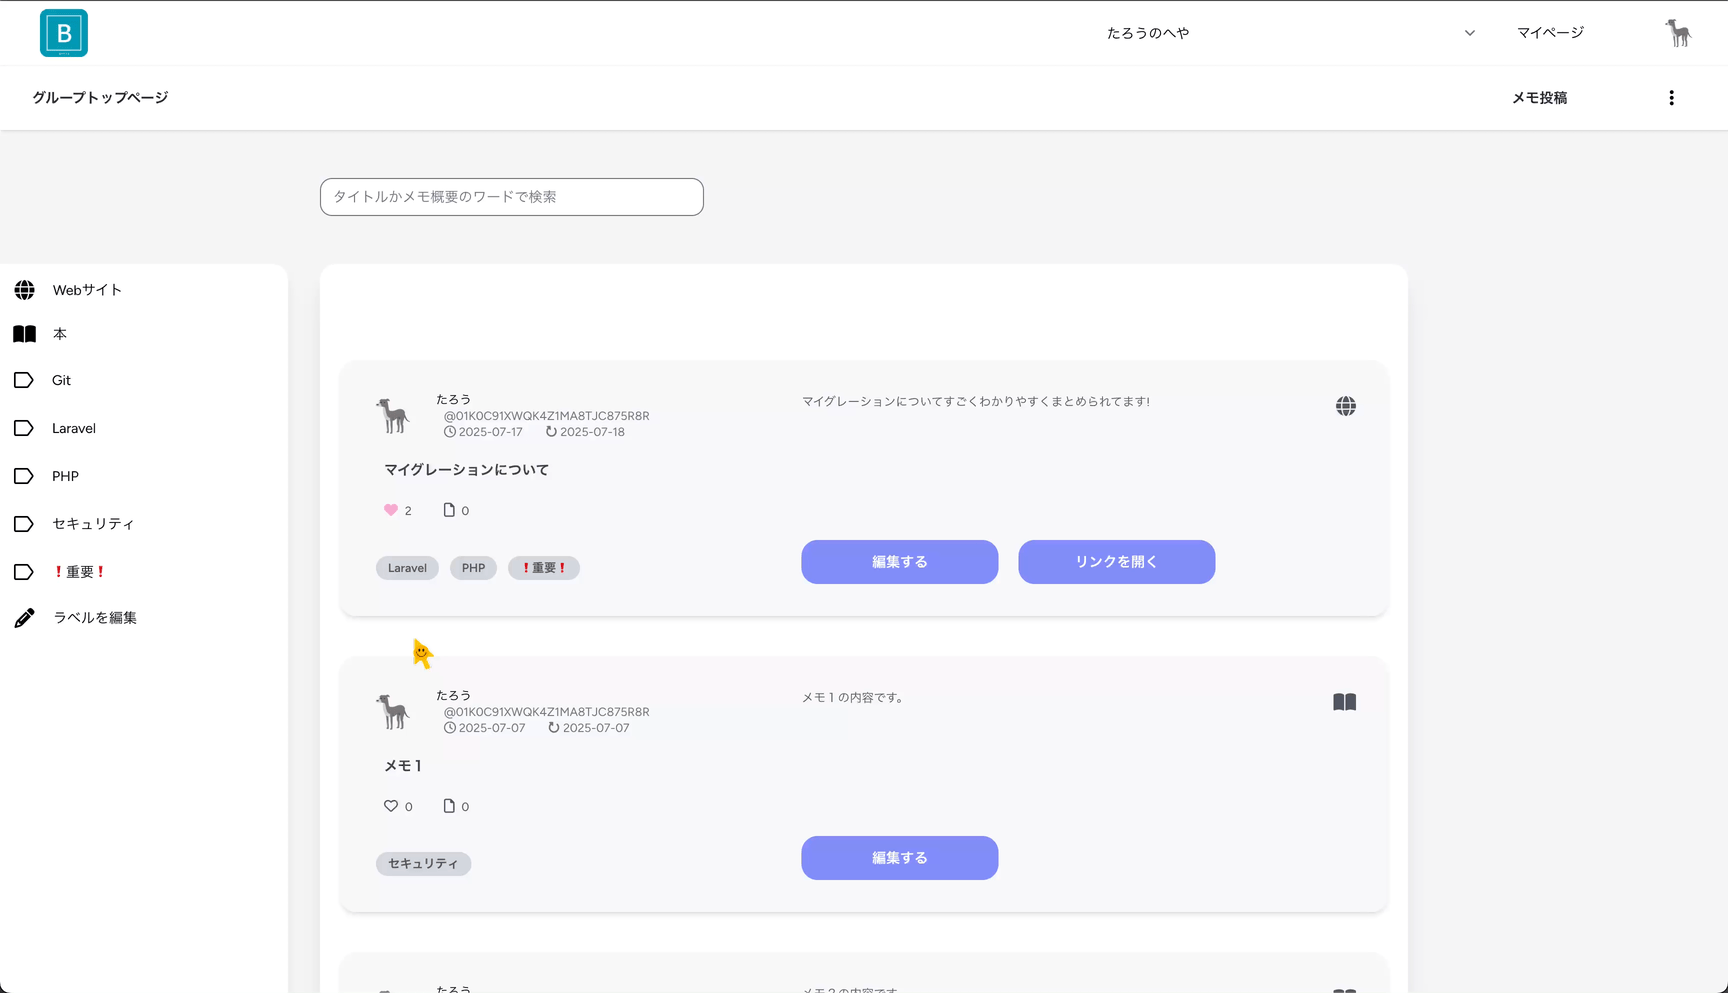 B
たろうのへや
マイページ
グループトップページ
メモ投稿
タイトルかメモ概要のワードで検索
Webサイト
本
Git
Laravel
PHP
セキュリティ
❗重要❗
ラベルを編集
たろう
@01K0C91XWQK4Z1MA8TJC875R8R
2025-07-17 2025-07-18
マイグレーションについて
2 0
Laravel PHP ❗重要❗
マイグレーションについてすごくわかりやすくまとめられてます!
編集する リンクを開く
たろう
@01K0C91XWQK4Z1MA8TJC875R8R
2025-07-07 2025-07-07
メモ1
0 0
セキュリティ
メモ1の内容です。
編集する
たろう